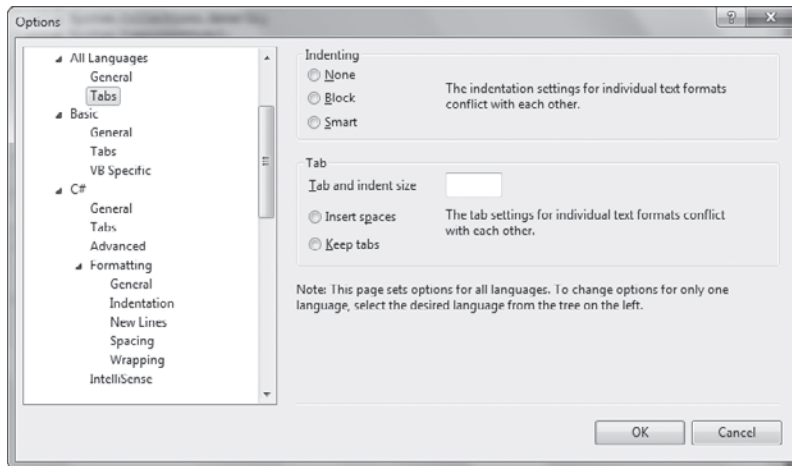 Options
All Languages
General
Tabs
Basic
General
Tabs
VB Specific
C#
General
Tabs
Advanced
Formatting
General
Indentation
New Lines
Spacing
Wrapping
IntelliSense
Indenting
None
Block
Smart
The indentation settings for individual text formats
conflict with each other.
Tab
Tab and indent size
Insert spaces
Keep tabs
The tab settings for individual text formats conflict
with each other.
Note: This page sets options for all languages. To change options for only one
language, select the desired language from the tree on the left.
OK
Cancel